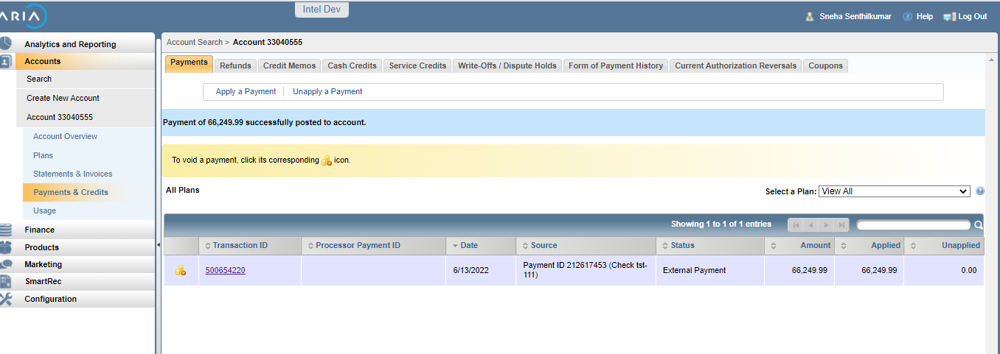 ARIA
Intel Dev
Sneha Senthilkumar
Help
Log Out
Analytics and Reporting
Accounts
Search
Create New Account
Account 33040555
Account Overview
Plans
Statements & Invoices
Payments & Credits
Usage
Finance
Products
Marketing
SmartRec
Configuration
Account Search > Account 33040555
Payments Refunds Credit Memos Cash Credits Service Credits Write-Offs / Dispute Holds Form of Payment History Current Authorization Reversals Coupons
Apply a Payment Unapply a Payment
Payment of 66,249.99 successfully posted to account.
To void a payment, click its corresponding icon.
All Plans
Select a Plan: View All
Showing 1 to 1 of 1 entries
Transaction ID Processor Payment ID Date Source Status Amount Applied Unapplied
500654220 6/13/2022 Payment ID 212617453 (Check tst-
111) External Payment 66,249.99 66,249.99 0.00